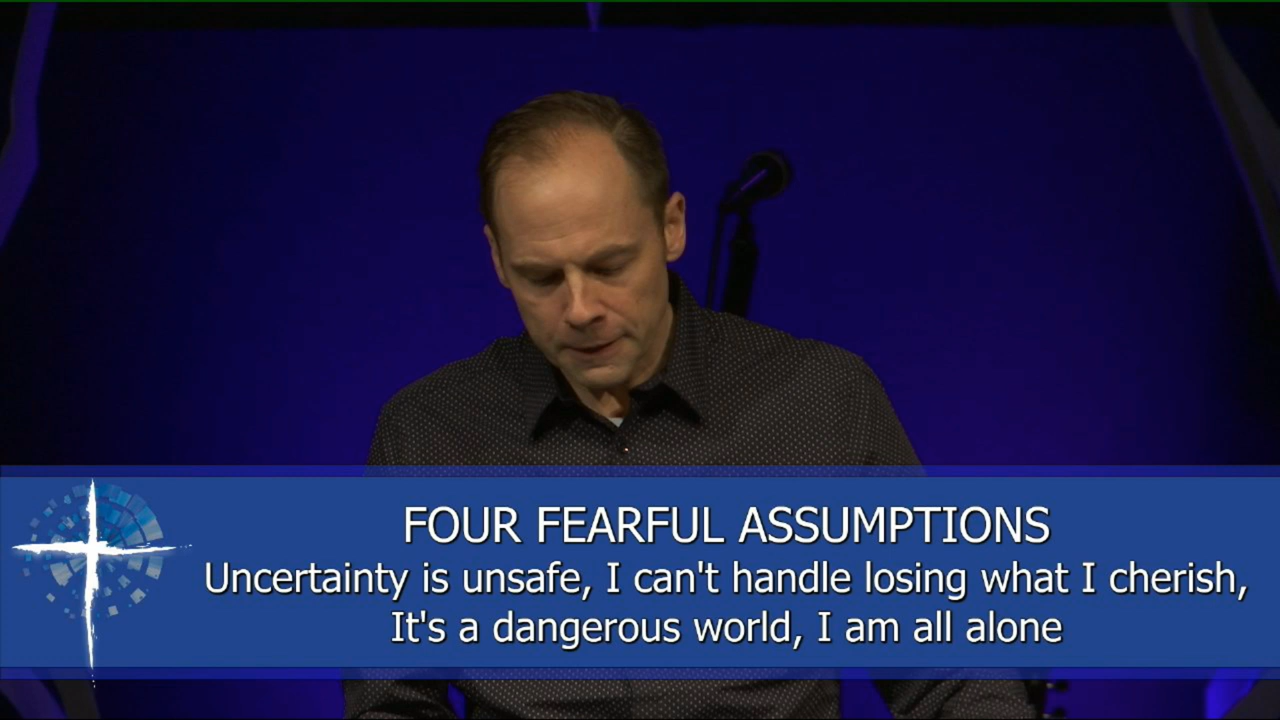 FOUR FEARFUL ASSUMPTIONS
Uncertainty is unsafe, I can't handle losing what I cherish,
It's a dangerous world, I am all alone